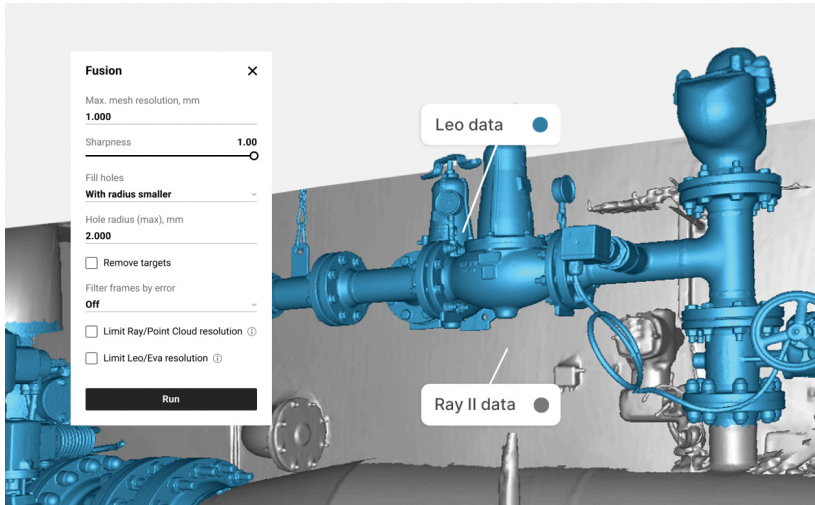 Fusion
Max. mesh resolution, mm
1.000
Sharpness 1.00
Fill holes
With radius smaller
Hole radius (max), mm
2.000
Remove targets
Filter frames by error
Off
Limit Ray/Point Cloud resolution
Limit Leo/Eva resolution
Run
Leo data
Ray II data